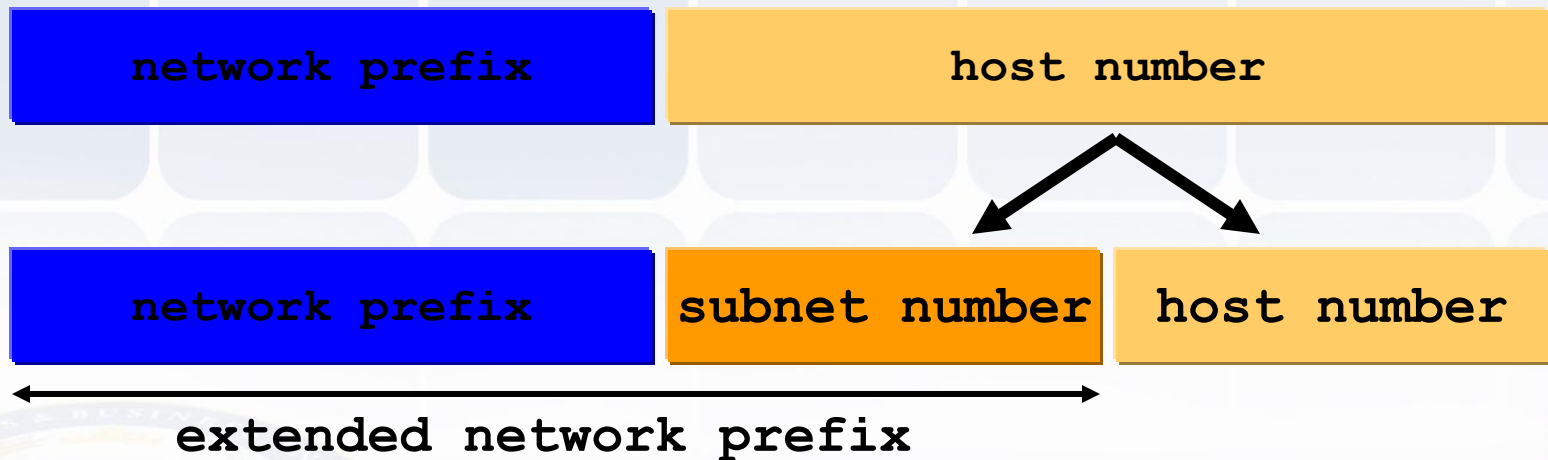 network prefix
host number
network prefix
subnet number
host number
extended network prefix